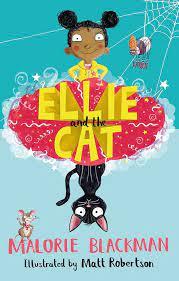 ELLIE
and the
CAT
MALORIE BLACKMAN
Illustrated by Matt Robertson